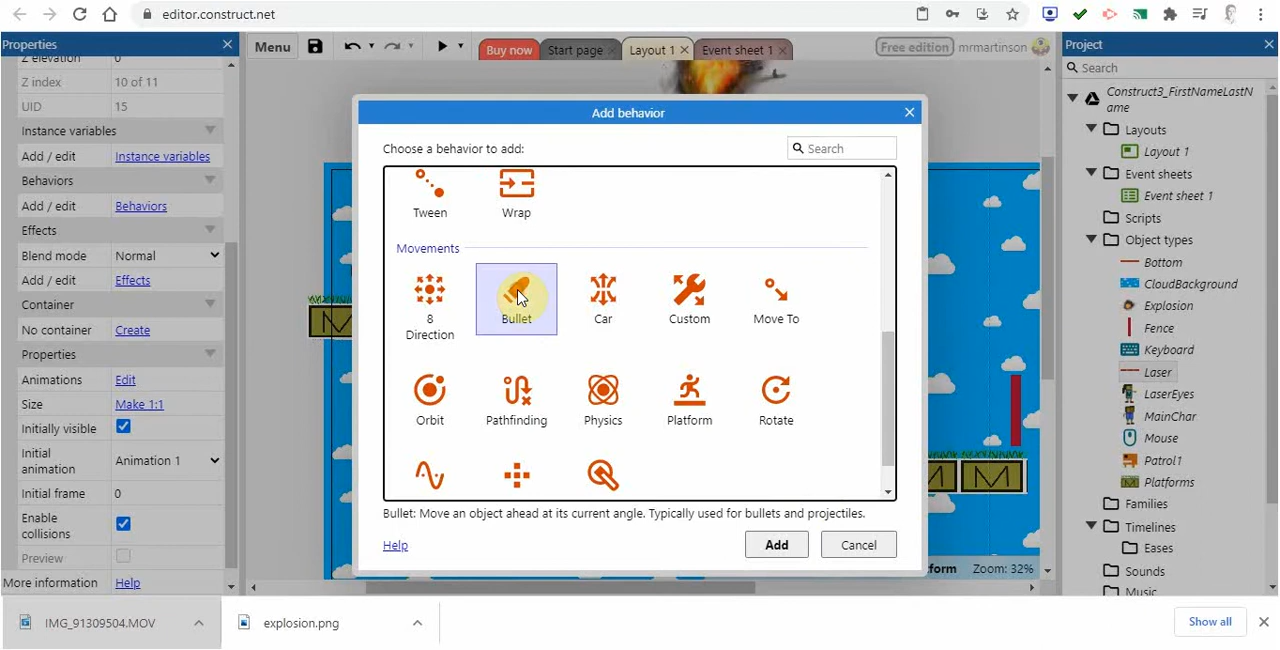 editor.construct.net
Properties
Menu
Buy now
Start page
Layout 1
Event sheet 1
Free edition
mrmartinson
Project
Z elevation 0
Z index 10 of 11
UID 15
Instance variables
Add / edit Instance variables
Behaviors
Add / edit Behaviors
Effects
Blend mode Normal
Add / edit Effects
Container
No container Create
Properties
Animations Edit
Size Make 1:1
Initially visible
Initial animation Animation 1
Initial frame 0
Enable collisions
Preview
More information Help
Add behavior
Choose a behavior to add:
Search
Tween
Wrap
Movements
8 Direction
Bullet
Car
Custom
Move To
Orbit
Pathfinding
Physics
Platform
Rotate
Bullet: Move an object ahead at its current angle. Typically used for bullets and projectiles.
Help
Add
Cancel
Zoom: 32%
Search
Construct3_FirstNameLastN
ame
Layouts
Layout 1
Event sheets
Event sheet 1
Scripts
Object types
Bottom
CloudBackground
Explosion
Fence
Keyboard
Laser
LaserEyes
MainChar
Mouse
Patrol1
Platforms
Families
Timelines
Eases
Sounds
Music
IMG_91309504.MOV
explosion.png
Show all